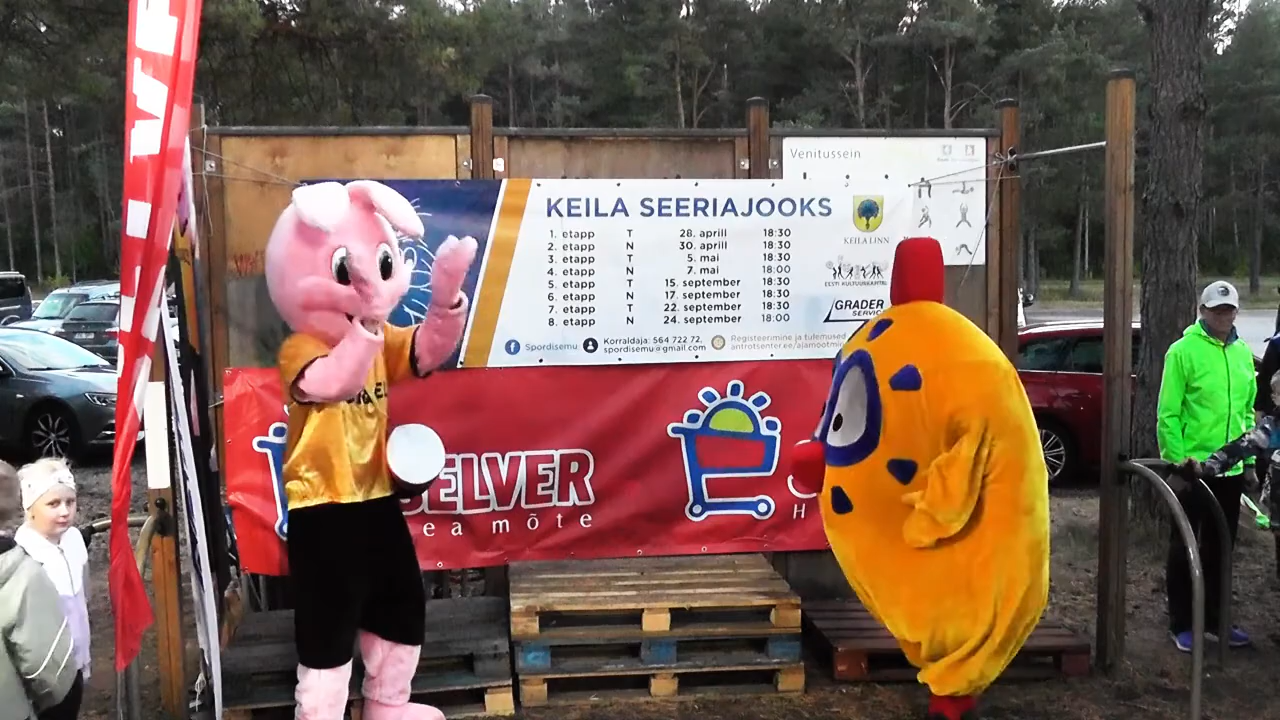 Venitussein
KEILA SEERIAJOOKS
1. etapp T 28. aprill 18:30
2. etapp N 30. aprill 18:30
3. etapp T 5. mai 18:30
4. etapp N 7. mai 18:00
5. etapp T 15. september 18:30
6. etapp N 17. september 18:30
7. etapp T 22. september 18:30
8. etapp N 24. september 18:00
KEILA LINN
EESTI KULTUURKAPITAL
GRADER
SERVICE
Spordisemu
Korraldaja: 564 722 72,
spordisemu@gmail.com
Registreerimine ja tulemused
SELVER
ea mõte